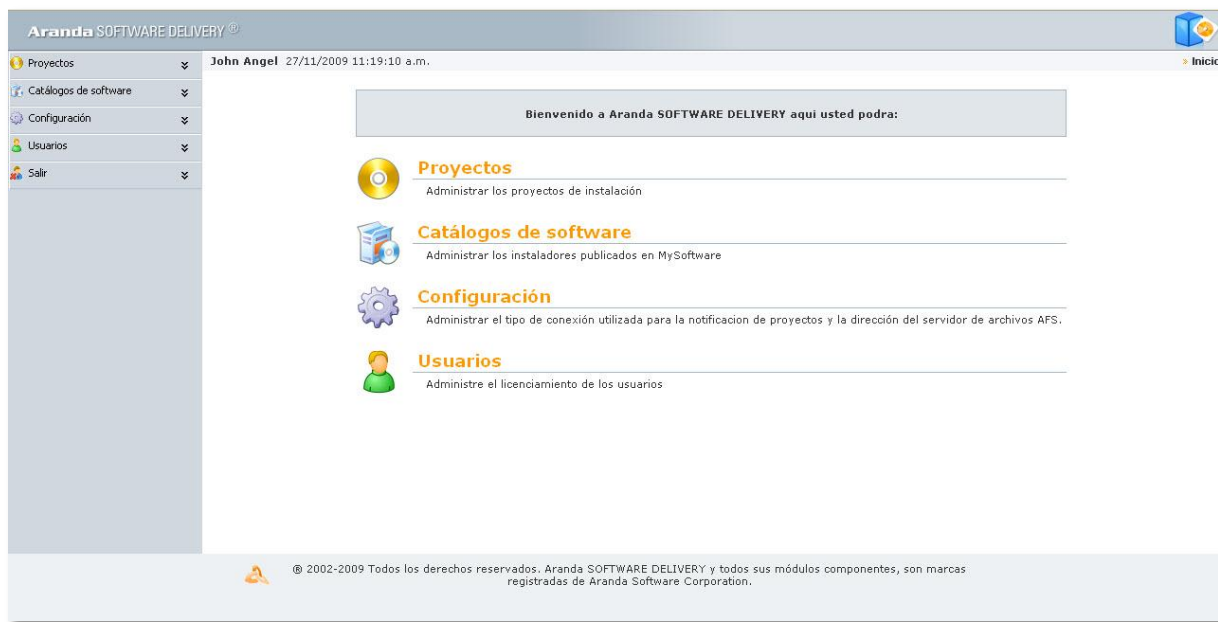 Aranda SOFTWARE DELIVERY ®
Proyectos
Catálogos de software
Configuración
Usuarios
Salir
John Angel 27/11/2009 11:19:10 a.m.
» Inicio
Bienvenido a Aranda SOFTWARE DELIVERY aqui usted podra:
Proyectos
Administrar los proyectos de instalación
Catálogos de software
Administrar los instaladores publicados en MySoftware
Configuración
Administrar el tipo de conexión utilizada para la notificacion de proyectos y la dirección del servidor de archivos AFS.
Usuarios
Administre el licenciamiento de los usuarios
® 2002-2009 Todos los derechos reservados. Aranda SOFTWARE DELIVERY y todos sus módulos componentes, son marcas
registradas de Aranda Software Corporation.